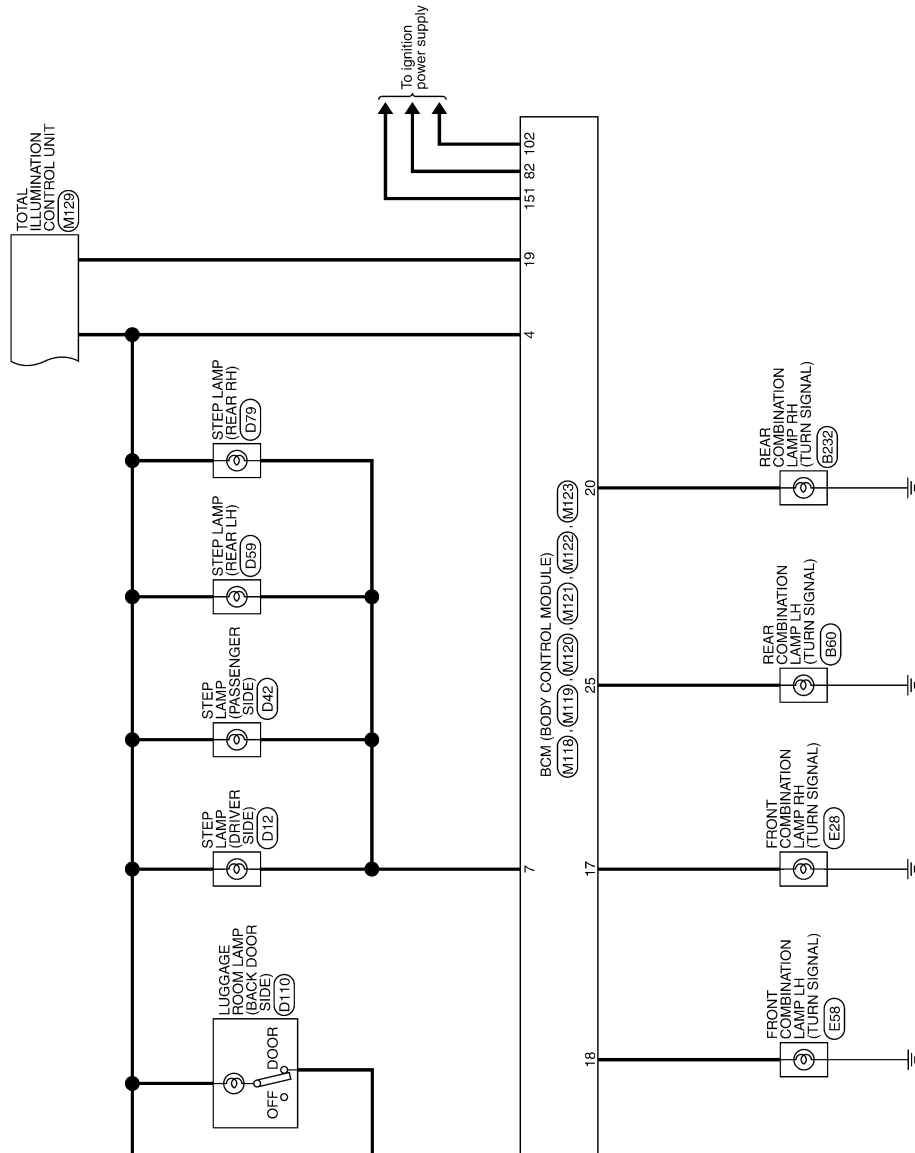 To ignition
power supply
TOTAL
ILLUMINATION
CONTROL UNIT
M129
102
82
151
19
4
STEP LAMP
(REAR RH)
D79
STEP LAMP
(REAR LH)
D59
STEP
LAMP
(PASSENGER
SIDE)
D42
STEP
LAMP
(DRIVER
SIDE)
D12
LUGGAGE
ROOM LAMP
(BACK DOOR
SIDE)
D110
OFF
DOOR
7
BCM (BODY CONTROL MODULE)
M118, M119, M120, M121, M122, M123
20
25
17
18
REAR
COMBINATION
LAMP RH
(TURN SIGNAL)
B232
REAR
COMBINATION
LAMP LH
(TURN SIGNAL)
B60
FRONT
COMBINATION
LAMP RH
(TURN SIGNAL)
E28
FRONT
COMBINATION
LAMP LH
(TURN SIGNAL)
E58